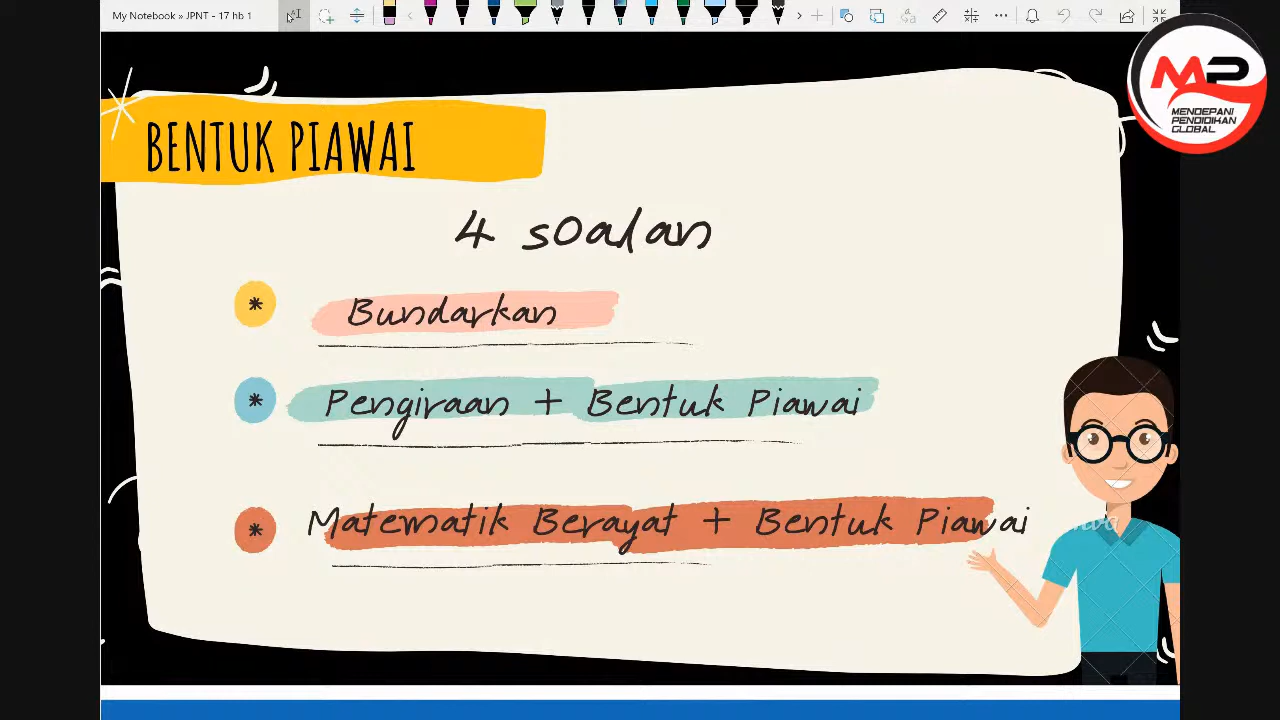 My Notebook » JPNT - 17 hb 1
MP
MENDEPANI
PENDIDIKAN
GLOBAL
BENTUK PIAWAI
4 soalan
* Bundarkan
* Pengiraan + Bentuk Piawai
* Matematik Berayat + Bentuk Piawai